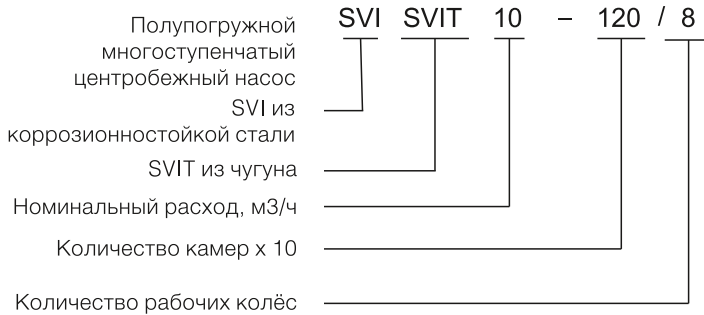 SVI SVIT 10 – 120 / 8
Полупогружной
многоступенчатый
центробежный насос
SVI из
коррозионностойкой стали
SVIT из чугуна
Номинальный расход, м3/ч
Количество камер x 10
Количество рабочих колёс